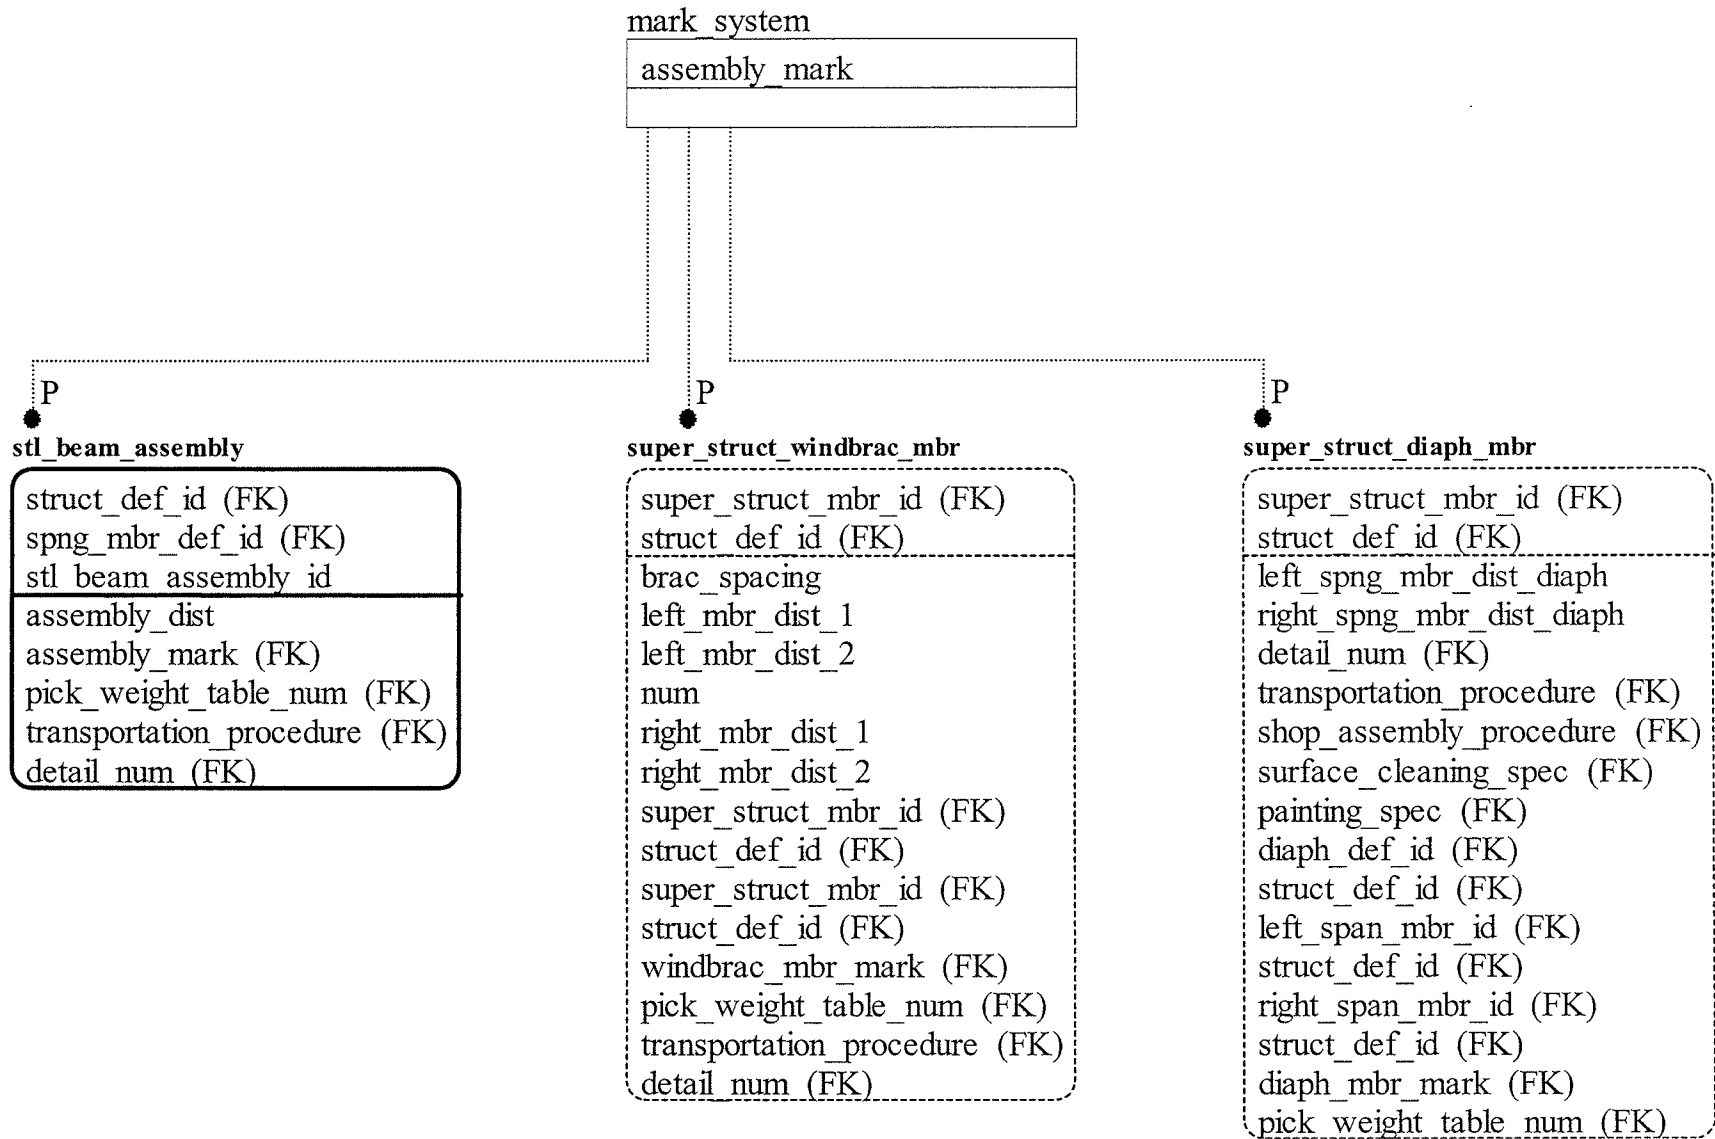 mark_system
assembly_mark
P
P
P
stl_beam_assembly
struct_def_id (FK)
spng_mbr_def_id (FK)
stl_beam_assembly_id
assembly_dist
assembly_mark (FK)
pick_weight_table_num (FK)
transportation_procedure (FK)
detail_num (FK)
super_struct_windbrac_mbr
super_struct_mbr_id (FK)
struct_def_id (FK)
brac_spacing
left_mbr_dist_1
left_mbr_dist_2
num
right_mbr_dist_1
right_mbr_dist_2
super_struct_mbr_id (FK)
struct_def_id (FK)
super_struct_mbr_id (FK)
struct_def_id (FK)
windbrac_mbr_mark (FK)
pick_weight_table_num (FK)
transportation_procedure (FK)
detail_num (FK)
super_struct_diaph_mbr
super_struct_mbr_id (FK)
struct_def_id (FK)
left_spng_mbr_dist_diaph
right_spng_mbr_dist_diaph
detail_num (FK)
transportation_procedure (FK)
shop_assembly_procedure (FK)
surface_cleaning_spec (FK)
painting_spec (FK)
diaph_def_id (FK)
struct_def_id (FK)
left_span_mbr_id (FK)
struct_def_id (FK)
right_span_mbr_id (FK)
struct_def_id (FK)
diaph_mbr_mark (FK)
pick_weight_table_num (FK)